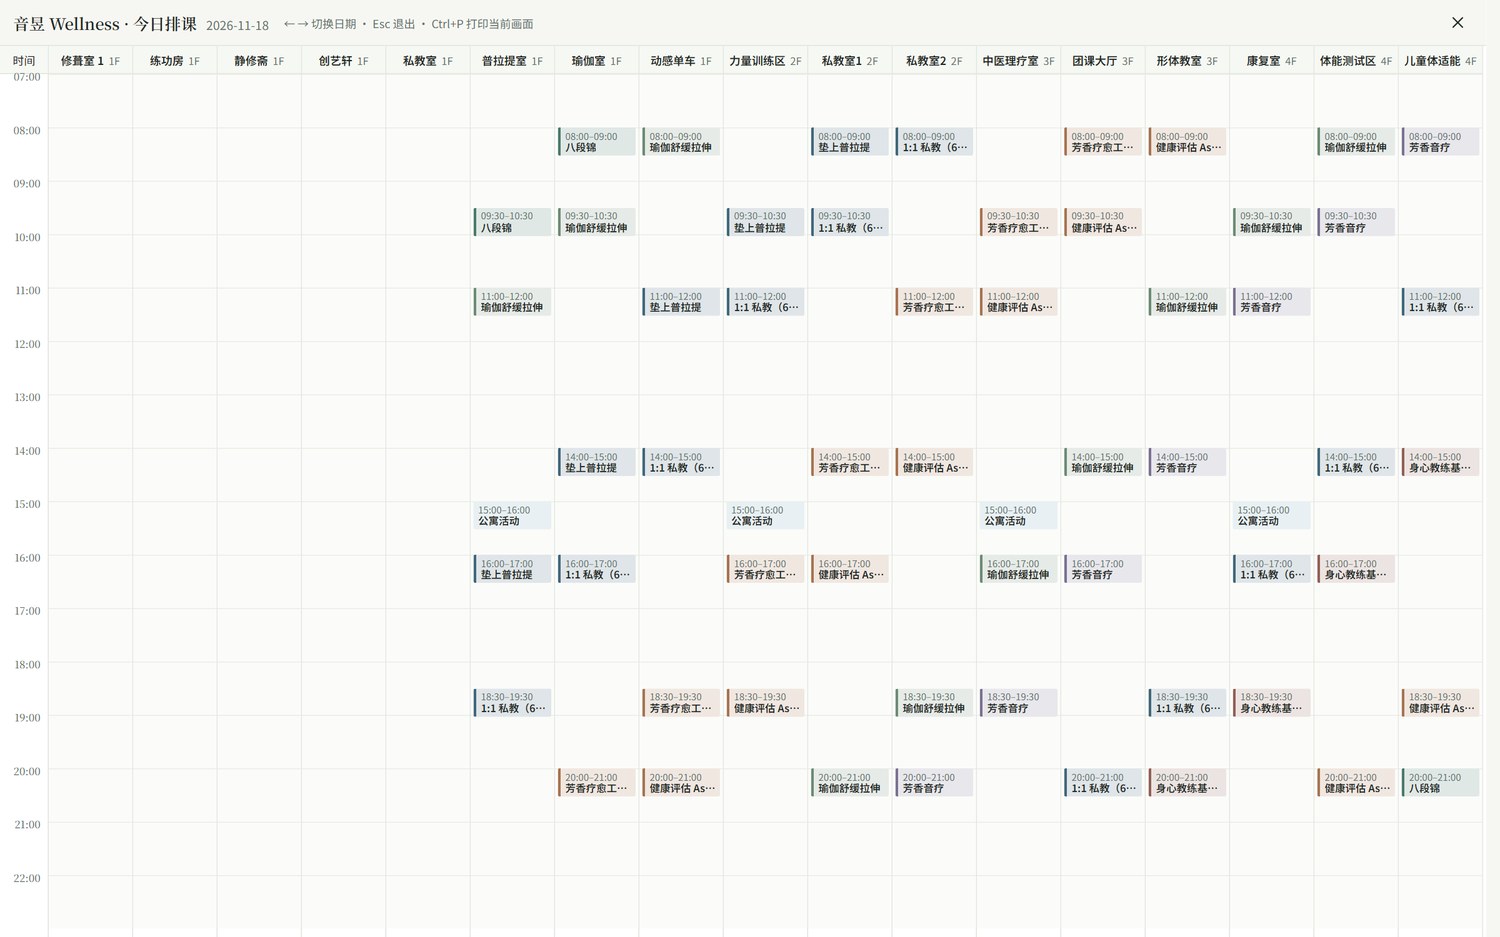 音昱 Wellness · 今日排课 2026-11-18 ←→ 切换日期 · Esc 退出 · Ctrl+P 打印当前画面
时间 修葺室 1 1F 练功房 1F 静修斋 1F 创艺轩 1F 私教室 1F 普拉提室 1F 瑜伽室 1F 动感单车 1F 力量训练区 2F 私教室1 2F 私教室2 2F 中医理疗室 3F 团课大厅 3F 形体教室 3F 康复室 4F 体能测试区 4F 儿童体适能 4F
07:00
08:00
08:00–09:00 08:00–09:00 08:00–09:00 08:00–09:00 08:00–09:00 08:00–09:00 08:00–09:00 08:00–09:00
八段锦 瑜伽舒缓拉伸 垫上普拉提 1:1 私教（6… 芳香疗愈工… 健康评估 As… 瑜伽舒缓拉伸 芳香音疗
09:00
09:30–10:30 09:30–10:30 09:30–10:30 09:30–10:30 09:30–10:30 09:30–10:30 09:30–10:30 09:30–10:30
八段锦 瑜伽舒缓拉伸 垫上普拉提 1:1 私教（6… 芳香疗愈工… 健康评估 As… 瑜伽舒缓拉伸 芳香音疗
10:00
11:00
11:00–12:00 11:00–12:00 11:00–12:00 11:00–12:00 11:00–12:00 11:00–12:00 11:00–12:00 11:00–12:00
瑜伽舒缓拉伸 垫上普拉提 1:1 私教（6… 芳香疗愈工… 健康评估 As… 瑜伽舒缓拉伸 芳香音疗 1:1 私教（6…
12:00
13:00
14:00
14:00–15:00 14:00–15:00 14:00–15:00 14:00–15:00 14:00–15:00 14:00–15:00 14:00–15:00 14:00–15:00
垫上普拉提 1:1 私教（6… 芳香疗愈工… 健康评估 As… 瑜伽舒缓拉伸 芳香音疗 1:1 私教（6… 身心教练基…
15:00
15:00–16:00 15:00–16:00 15:00–16:00 15:00–16:00
公寓活动 公寓活动 公寓活动 公寓活动
16:00
16:00–17:00 16:00–17:00 16:00–17:00 16:00–17:00 16:00–17:00 16:00–17:00 16:00–17:00 16:00–17:00
垫上普拉提 1:1 私教（6… 芳香疗愈工… 健康评估 As… 瑜伽舒缓拉伸 芳香音疗 1:1 私教（6… 身心教练基…
17:00
18:00
18:30–19:30 18:30–19:30 18:30–19:30 18:30–19:30 18:30–19:30 18:30–19:30 18:30–19:30 18:30–19:30
1:1 私教（6… 芳香疗愈工… 健康评估 As… 瑜伽舒缓拉伸 芳香音疗 1:1 私教（6… 身心教练基… 健康评估 As…
19:00
20:00
20:00–21:00 20:00–21:00 20:00–21:00 20:00–21:00 20:00–21:00 20:00–21:00 20:00–21:00 20:00–21:00
芳香疗愈工… 健康评估 As… 瑜伽舒缓拉伸 芳香音疗 1:1 私教（6… 身心教练基… 健康评估 As… 八段锦
21:00
22:00